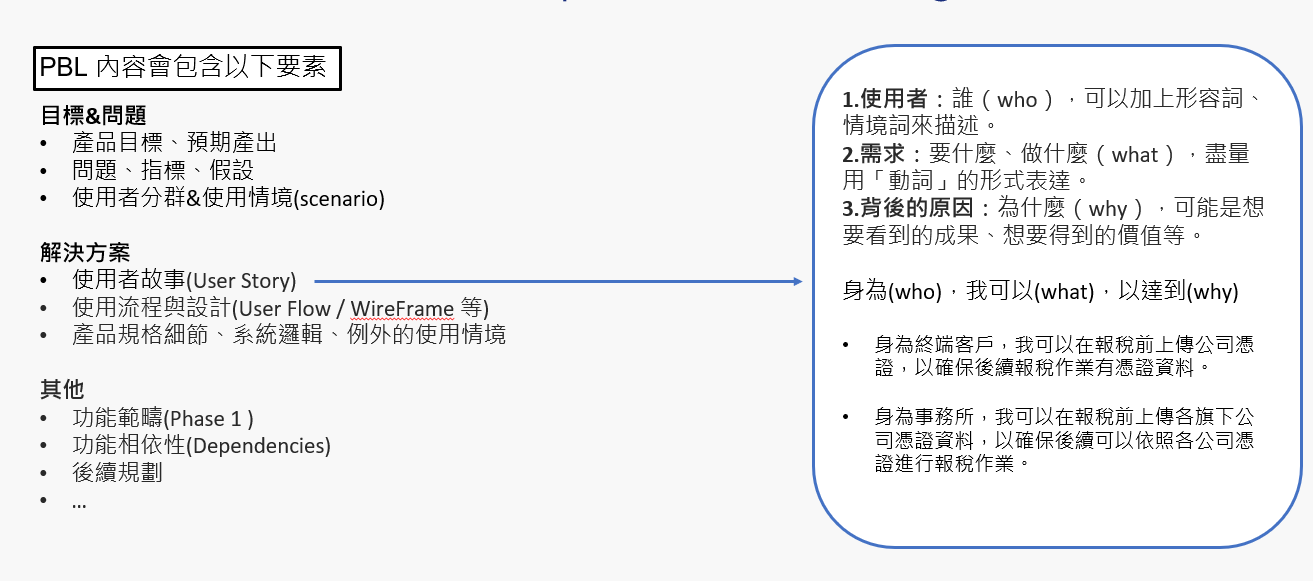 PBL 內容會包含以下要素
目標&問題
• 產品目標、預期產出
• 問題、指標、假設
• 使用者分群&使用情境(scenario)
解決方案
• 使用者故事(User Story)
• 使用流程與設計(User Flow / WireFrame 等)
• 產品規格細節、系統邏輯、例外的使用情境
其他
• 功能範疇(Phase 1 )
• 功能相依性(Dependencies)
• 後續規劃
• ...
1.使用者：誰（who），可以加上形容詞、
情境詞來描述。
2.需求：要什麼、做什麼（what），盡量
用「動詞」的形式表達。
3.背後的原因：為什麼（why），可能是想
要看到的成果、想要得到的價值等。
身為(who)，我可以(what)，以達到(why)
• 身為終端客戶，我可以在報稅前上傳公司憑
證，以確保後續報稅作業有憑證資料。
• 身為事務所，我可以在報稅前上傳各旗下公
司憑證資料，以確保後續可以依照各公司憑
證進行報稅作業。